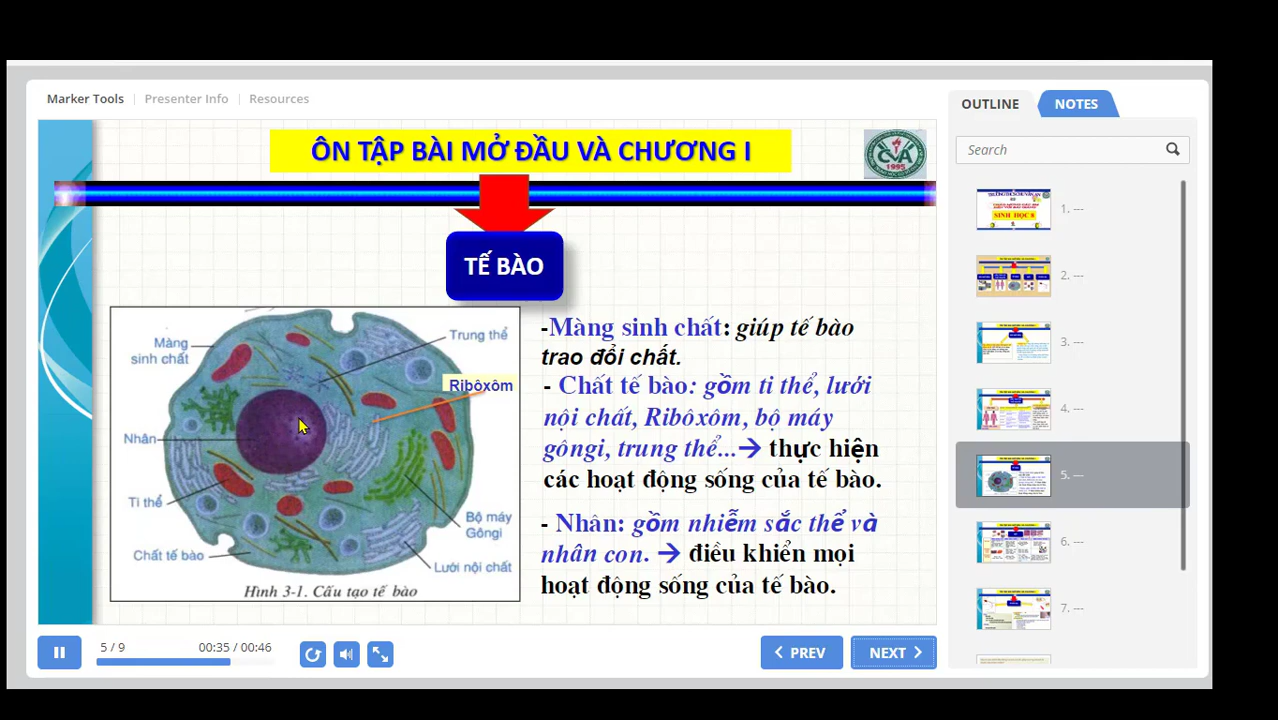 Marker Tools
Presenter Info
Resources
OUTLINE
NOTES
Search
ÔN TẬP BÀI MỞ ĐẦU VÀ CHƯƠNG I
CVA
1995
TẾ BÀO
Màng
sinh chất
Trung thể
Ribôxôm
Nhân
Ti thể
Bộ máy
Gôngi
Chất tế bào
Lưới nội chất
Hình 3-1. Cấu tạo tế bào
-Màng sinh chất: giúp tế bào
trao đổi chất.
- Chất tế bào: gồm ti thể, lưới
nội chất, Ribôxôm, bộ máy
gôngi, trung thể...→ thực hiện
các hoạt động sống của tế bào.
- Nhân: gồm nhiễm sắc thể và
nhân con. → điều khiển mọi
hoạt động sống của tế bào.
1. ---
2. ---
3. ---
4. ---
5. ---
6. ---
7. ---
SINH HỌC 8
5 / 9
00:35 / 00:46
PREV
NEXT